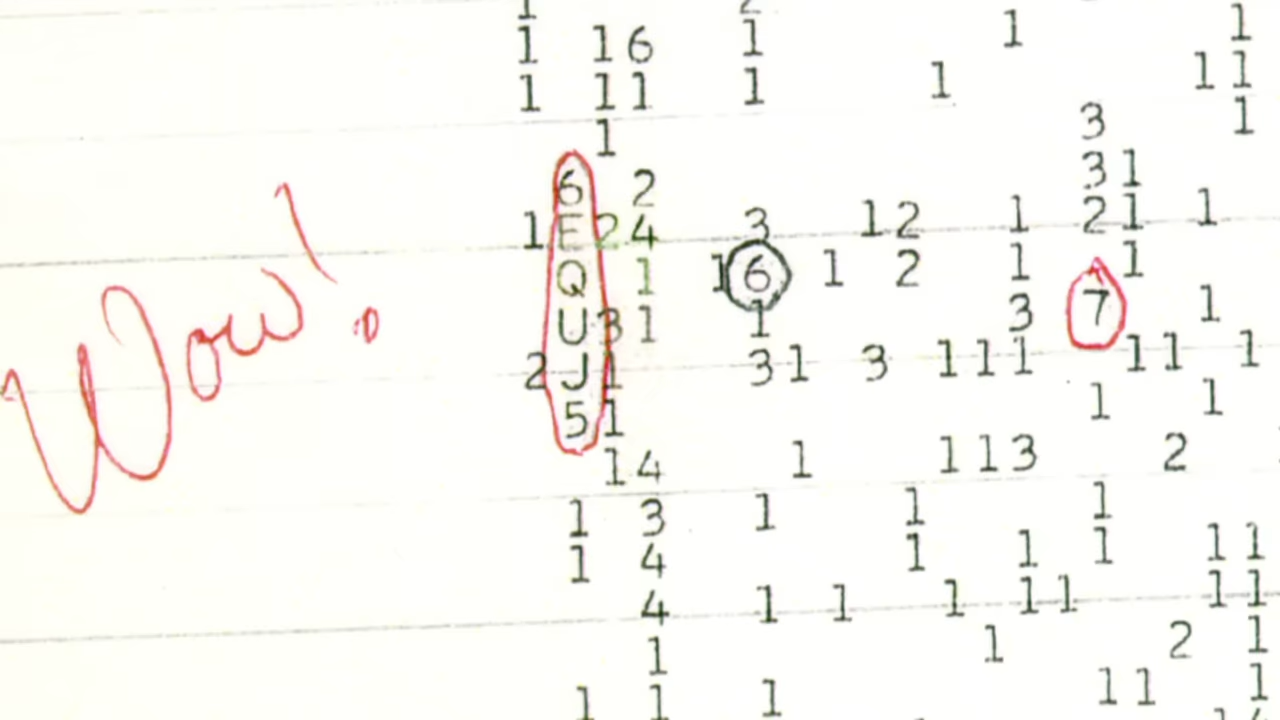 1 2
1 16 1 1 1
1 11 1 1 11
1 3 1
6 2 31
1E24 3 12 1 21 1
Q 1 16 1 2 1 1
U31 1 3 7 1
2J1 31 3 111 11 1
51 1 1
14 1 113 2
1 3 1 1 1
1 4 1 1 1 11
4 1 1 1 11 11
1 1 2 1
1 1 1 11 1
Wow!